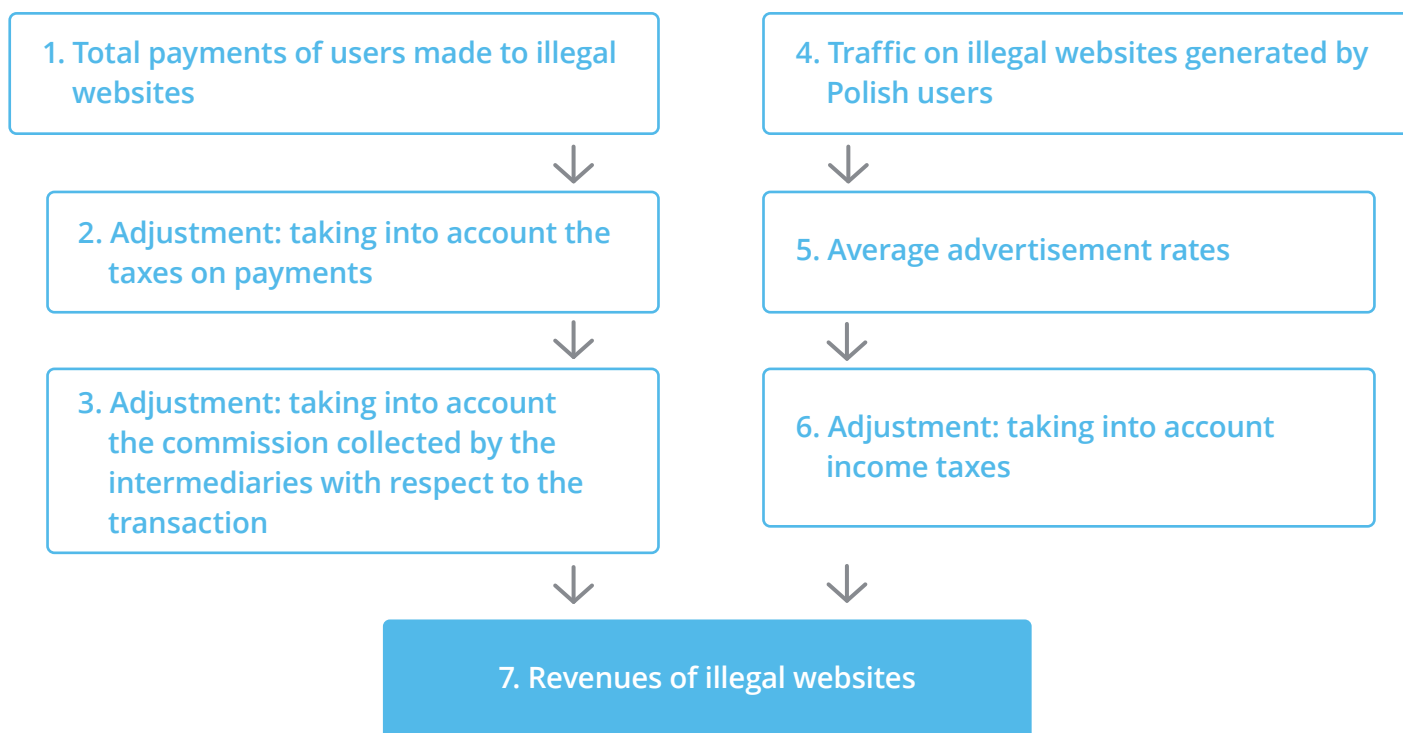 1. Total payments of users made to illegal
websites
2. Adjustment: taking into account the
taxes on payments
3. Adjustment: taking into account
the commission collected by the
intermediaries with respect to the
transaction
4. Traffic on illegal websites generated by
Polish users
5. Average advertisement rates
6. Adjustment: taking into account
income taxes
7. Revenues of illegal websites